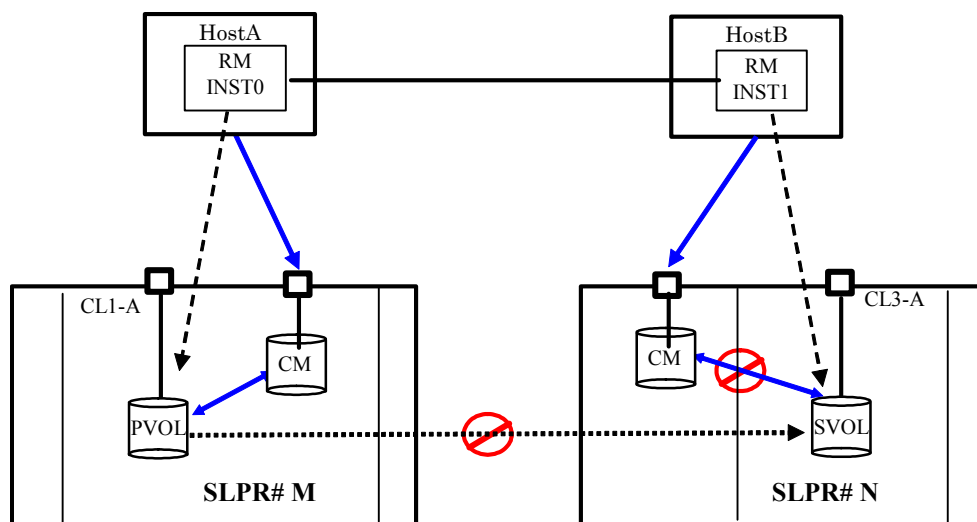 HostA
RM
INST0
HostB
RM
INST1
CL1-A
CL3-A
CM
CM
PVOL
SVOL
SLPR# M
SLPR# N